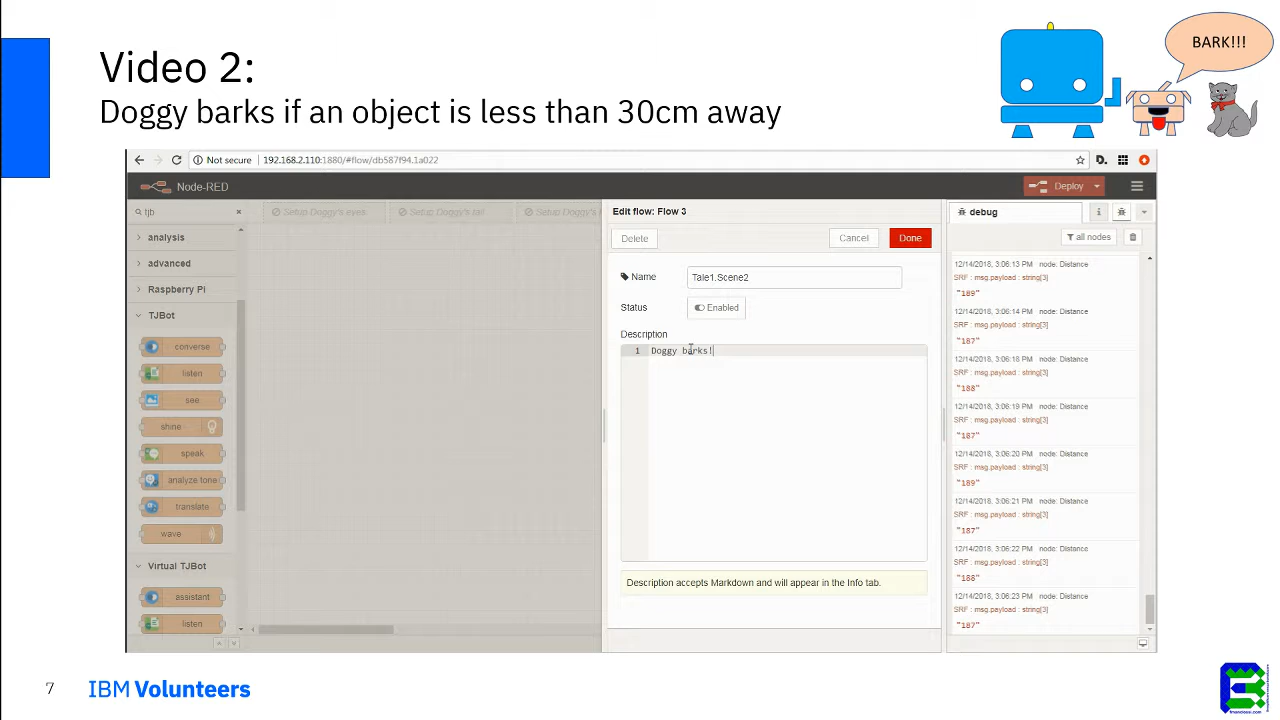 Video 2:
Doggy barks if an object is less than 30cm away
BARK!!!
Not secure 192.168.2.110:1880/#flow/db587f94.1a022
D.
Node-RED
Deploy
tjb
analysis
advanced
Raspberry Pi
TJBot
converse
listen
see
shine
speak
analyze tone
translate
wave
Virtual TJBot
assistant
listen
Setup Doggy's eyes
Setup Doggy's tail
Setup Doggy's
Edit flow: Flow 3
Delete
Cancel
Done
Name
Tale1.Scene2
Status
Enabled
Description
1 Doggy barks!
Description accepts Markdown and will appear in the Info tab.
debug
i
all nodes
12/14/2018, 3:06:13 PM node: Distance
SRF : msg.payload : string[3]
"189"
12/14/2018, 3:06:14 PM node: Distance
SRF : msg.payload : string[3]
"187"
12/14/2018, 3:06:18 PM node: Distance
SRF : msg.payload : string[3]
"188"
12/14/2018, 3:06:19 PM node: Distance
SRF : msg.payload : string[3]
"187"
12/14/2018, 3:06:20 PM node: Distance
SRF : msg.payload : string[3]
"189"
12/14/2018, 3:06:21 PM node: Distance
SRF : msg.payload : string[3]
"187"
12/14/2018, 3:06:22 PM node: Distance
SRF : msg.payload : string[3]
"188"
12/14/2018, 3:06:23 PM node: Distance
SRF : msg.payload : string[3]
"187"
7
IBM Volunteers